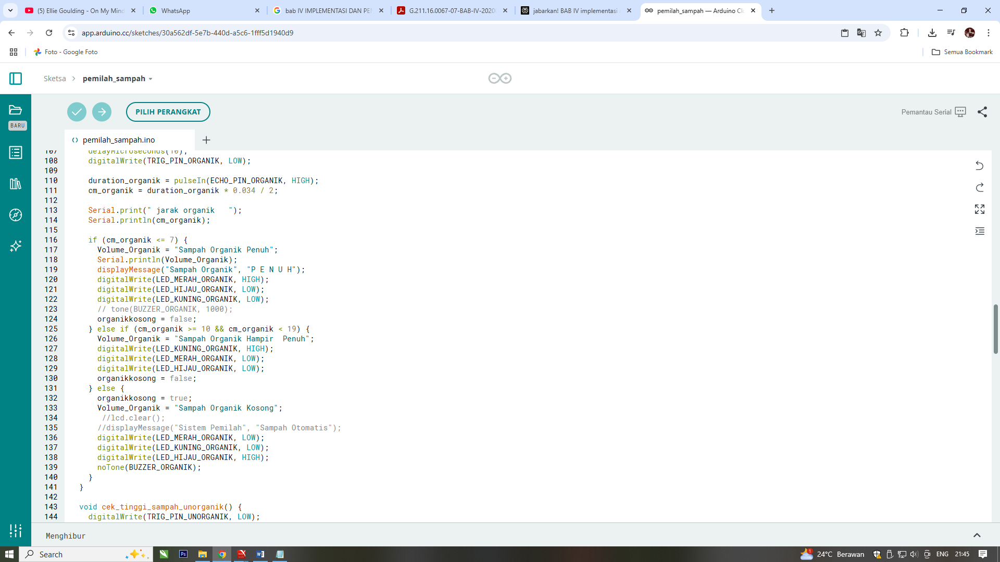 (5) Ellie Goulding - On My Mind
WhatsApp
bab IV IMPLEMENTASI DAN PE
G.211.16.0067-07-BAB-IV-2020
jabarkan! BAB IV implementasi
pemilah_sampah — Arduino Cl
app.arduino.cc/sketches/30a562df-5e7b-440d-a5c6-1fff5d1940d9
Foto - Google Foto
Semua Bookmark
Sketsa > pemilah_sampah
PILIH PERANGKAT
Pemantau Serial
BARU
pemilah_sampah.ino
107 delayMicroseconds(10);
108 digitalWrite(TRIG_PIN_ORGANIK, LOW);
109
110 duration_organik = pulseIn(ECHO_PIN_ORGANIK, HIGH);
111 cm_organik = duration_organik * 0.034 / 2;
112
113 Serial.print(" jarak organik   ");
114 Serial.println(cm_organik);
115
116 if (cm_organik <= 7) {
117 Volume_Organik = "Sampah Organik Penuh";
118 Serial.println(Volume_Organik);
119 displayMessage("Sampah Organik", "P E N U H");
120 digitalWrite(LED_MERAH_ORGANIK, HIGH);
121 digitalWrite(LED_HIJAU_ORGANIK, LOW);
122 digitalWrite(LED_KUNING_ORGANIK, LOW);
123 // tone(BUZZER_ORGANIK, 1000);
124 organikkosong = false;
125 } else if (cm_organik >= 10 && cm_organik < 19) {
126 Volume_Organik = "Sampah Organik Hampir  Penuh";
127 digitalWrite(LED_KUNING_ORGANIK, HIGH);
128 digitalWrite(LED_MERAH_ORGANIK, LOW);
129 digitalWrite(LED_HIJAU_ORGANIK, LOW);
130 organikkosong = false;
131 } else {
132 organikkosong = true;
133 Volume_Organik = "Sampah Organik Kosong";
134 //lcd.clear();
135 //displayMessage("Sistem Pemilah", "Sampah Otomatis");
136 digitalWrite(LED_MERAH_ORGANIK, LOW);
137 digitalWrite(LED_KUNING_ORGANIK, LOW);
138 digitalWrite(LED_HIJAU_ORGANIK, HIGH);
139 noTone(BUZZER_ORGANIK);
140 }
141 }
142
143 void cek_tinggi_sampah_unorganik() {
144 digitalWrite(TRIG_PIN_UNORGANIK, LOW);
Menghibur
Search
Ps
1
24°C Berawan
ENG
21:45